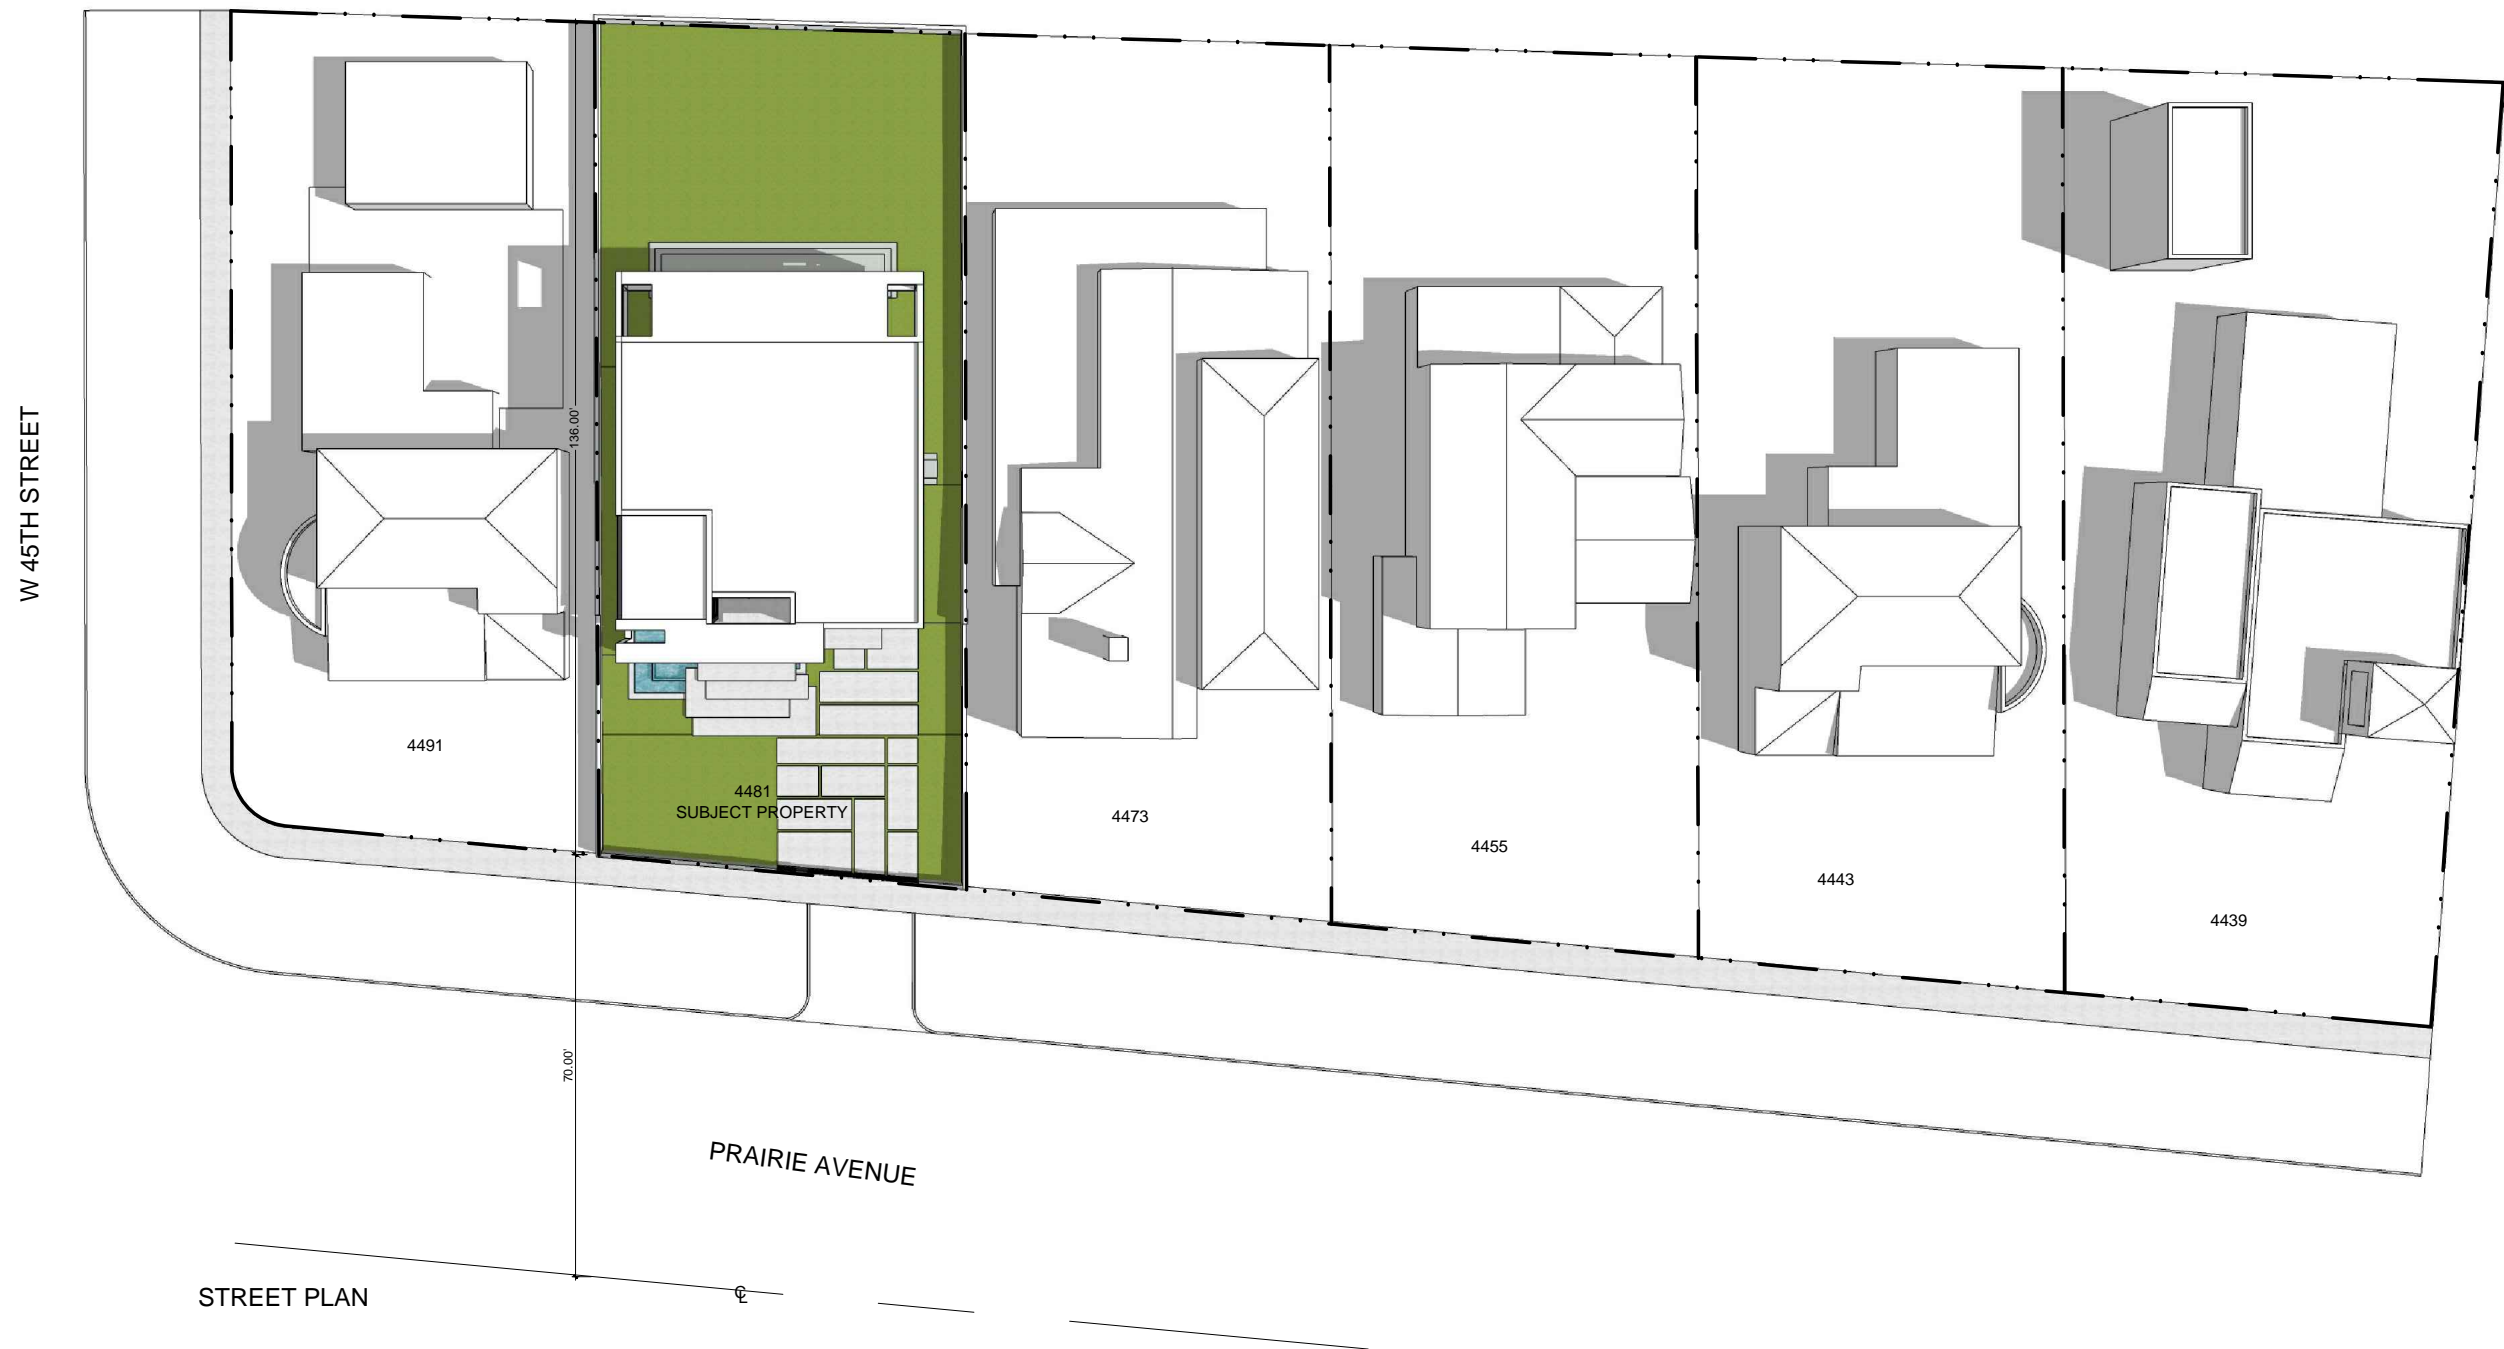 W 45TH STREET
136.00'
4491
4481
SUBJECT PROPERTY
4473
4455
4443
4439
70.00'
PRAIRIE AVENUE
STREET PLAN
℄